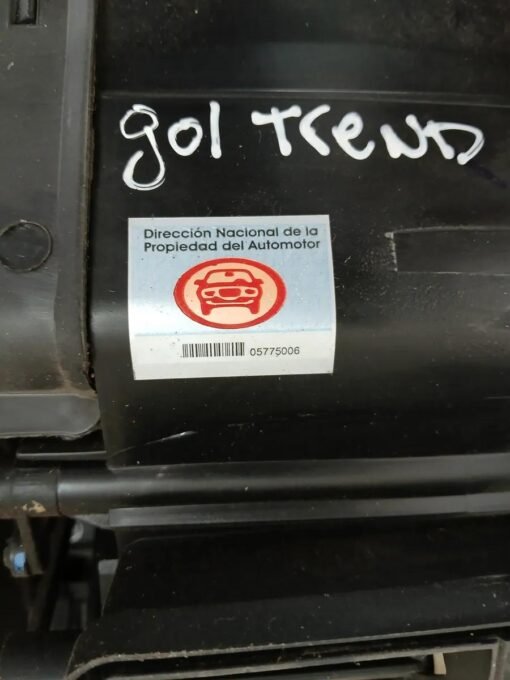 gol TReND
Dirección Nacional de la
Propiedad del Automotor
05775006